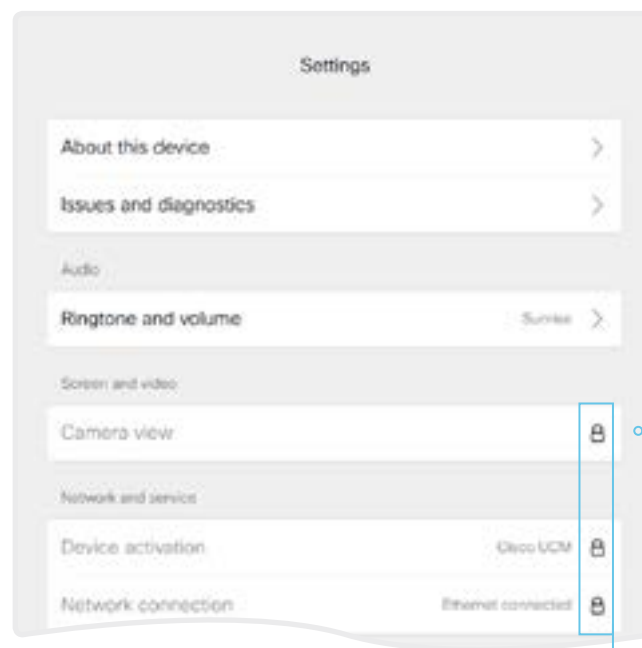 Settings
About this device
Issues and diagnostics
Audio
Ringtone and volume Sunrise
Screen and video
Camera view
Network and service
Device activation Cisco UCM
Network connection Ethernet connected